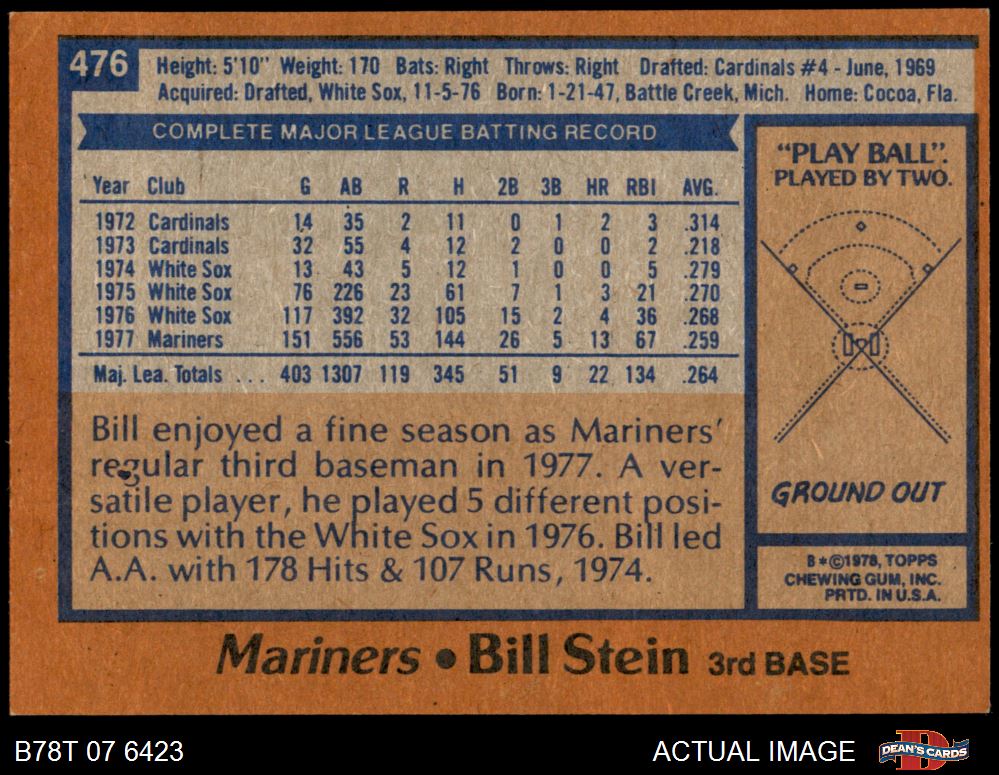 476
Height: 5'10" Weight: 170 Bats: Right Throws: Right Drafted: Cardinals #4 - June, 1969
Acquired: Drafted, White Sox, 11-5-76 Born: 1-21-47, Battle Creek, Mich. Home: Cocoa, Fla.
COMPLETE MAJOR LEAGUE BATTING RECORD
Year Club G AB R H 2B 3B HR RBI AVG.
1972 Cardinals 14 35 2 11 0 1 2 3 .314
1973 Cardinals 32 55 4 12 2 0 0 2 .218
1974 White Sox 13 43 5 12 1 0 0 5 .279
1975 White Sox 76 226 23 61 7 1 3 21 .270
1976 White Sox 117 392 32 105 15 2 4 36 .268
1977 Mariners 151 556 53 144 26 5 13 67 .259
Maj. Lea. Totals ... 403 1307 119 345 51 9 22 134 .264
Bill enjoyed a fine season as Mariners'
regular third baseman in 1977. A ver-
satile player, he played 5 different posi-
tions with the White Sox in 1976. Bill led
A.A. with 178 Hits & 107 Runs, 1974.
"PLAY BALL".
PLAYED BY TWO.
GROUND OUT
B*©1978, TOPPS
CHEWING GUM, INC.
PRTD. IN U.S.A.
Mariners • Bill Stein 3rd BASE
B78T 07 6423
ACTUAL IMAGE
D
DEAN'S CARDS